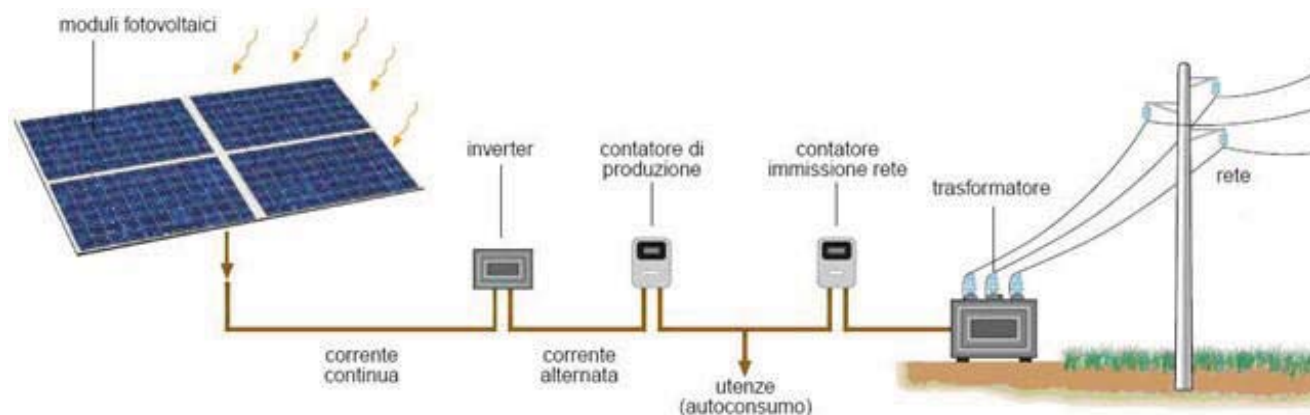 moduli fotovoltaici
inverter
contatore di
produzione
contatore
immissione rete
trasformatore
rete
corrente
continua
corrente
alternata
utenze
(autoconsumo)